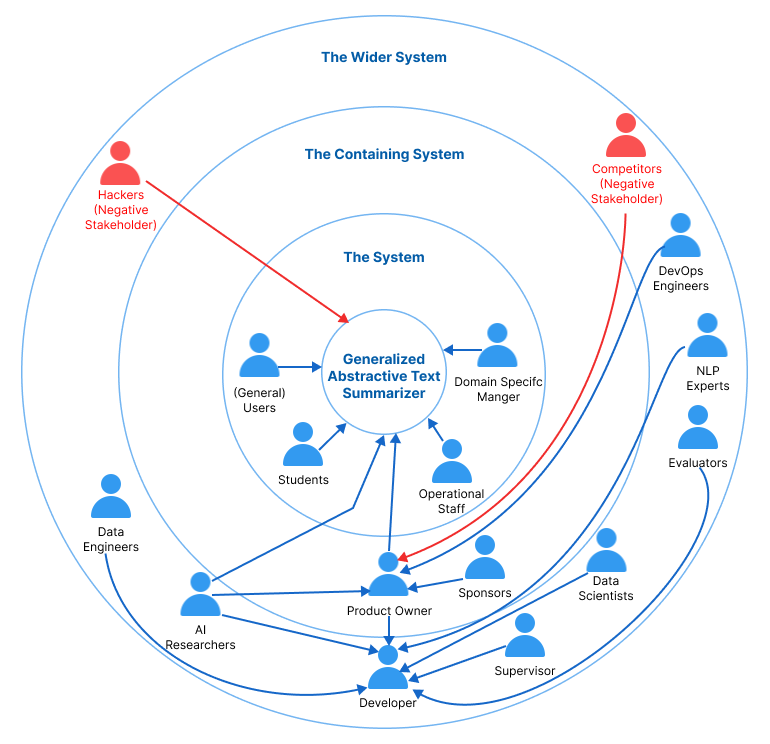 The Wider System
The Containing System
Hackers
(Negative
Stakeholder)
Competitors
(Negative
Stakeholder)
The System
DevOps
Engineers
Generalized
Abstractive Text
Summarizer
(General)
Users
Domain Specifc
Manger
NLP
Experts
Students
Operational
Staff
Evaluators
Data
Engineers
AI
Researchers
Product Owner
Sponsors
Data
Scientists
Supervisor
Developer